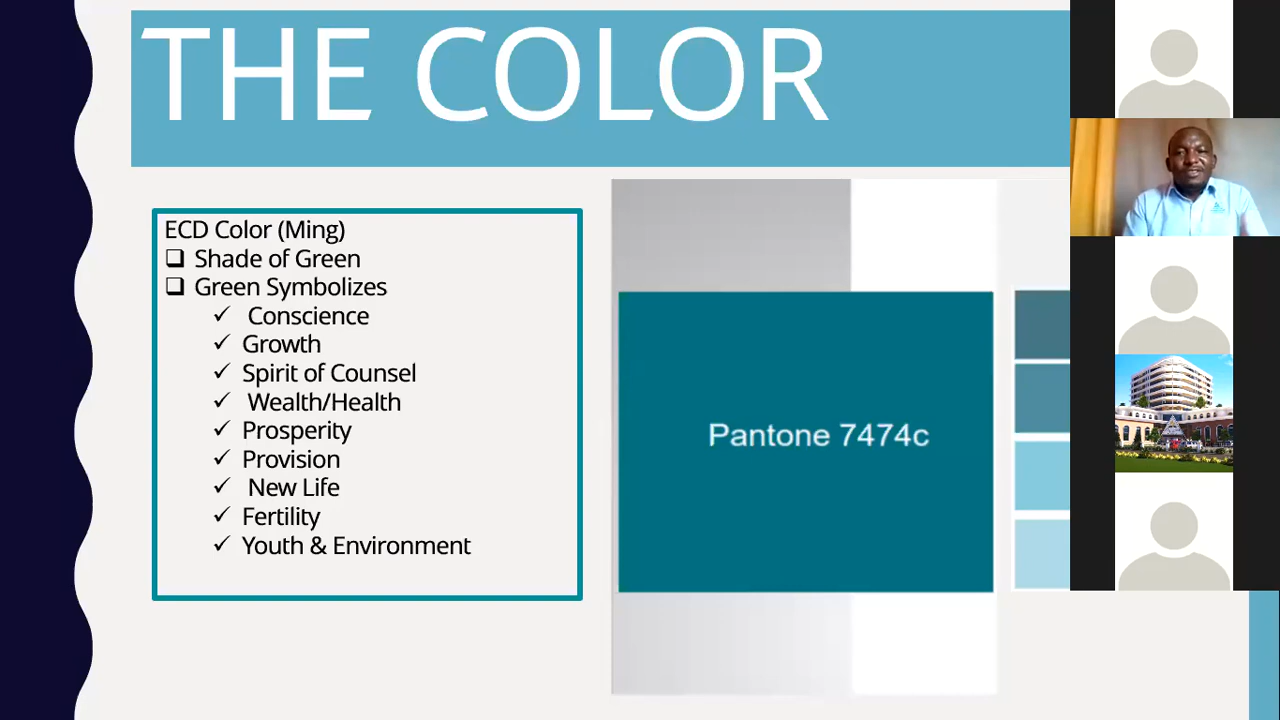 THE COLOR
ECD Color (Ming)
❑ Shade of Green
❑ Green Symbolizes
✓ Conscience
✓ Growth
✓ Spirit of Counsel
✓ Wealth/Health
✓ Prosperity
✓ Provision
✓ New Life
✓ Fertility
✓ Youth & Environment
Pantone 7474c